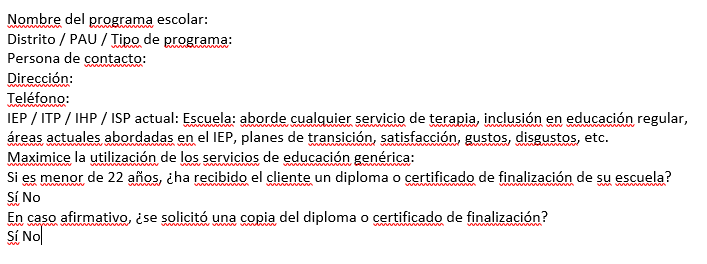 Nombre del programa escolar:
Distrito / PAU / Tipo de programa:
Persona de contacto:
Dirección:
Teléfono:
IEP / ITP / IHP / ISP actual: Escuela: aborde cualquier servicio de terapia, inclusión en educación regular,
áreas actuales abordadas en el IEP, planes de transición, satisfacción, gustos, disgustos, etc.
Maximice la utilización de los servicios de educación genérica:
Si es menor de 22 años, ¿ha recibido el cliente un diploma o certificado de finalización de su escuela?
Sí No
En caso afirmativo, ¿se solicitó una copia del diploma o certificado de finalización?
Sí No